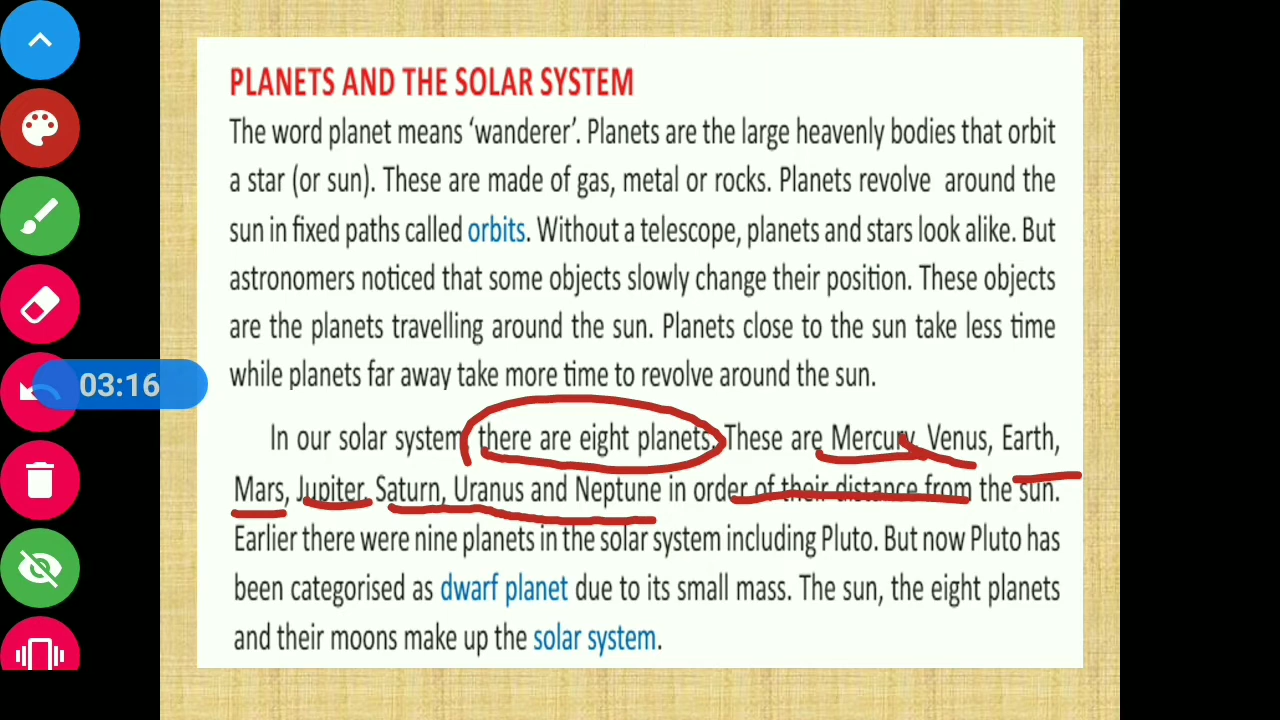 PLANETS AND THE SOLAR SYSTEM
The word planet means ‘wanderer’. Planets are the large heavenly bodies that orbit
a star (or sun). These are made of gas, metal or rocks. Planets revolve around the
sun in fixed paths called orbits. Without a telescope, planets and stars look alike. But
astronomers noticed that some objects slowly change their position. These objects
are the planets travelling around the sun. Planets close to the sun take less time
while planets far away take more time to revolve around the sun.
03:16
In our solar system there are eight planets. These are Mercury, Venus, Earth,
Mars, Jupiter, Saturn, Uranus and Neptune in order of their distance from the sun.
Earlier there were nine planets in the solar system including Pluto. But now Pluto has
been categorised as dwarf planet due to its small mass. The sun, the eight planets
and their moons make up the solar system.